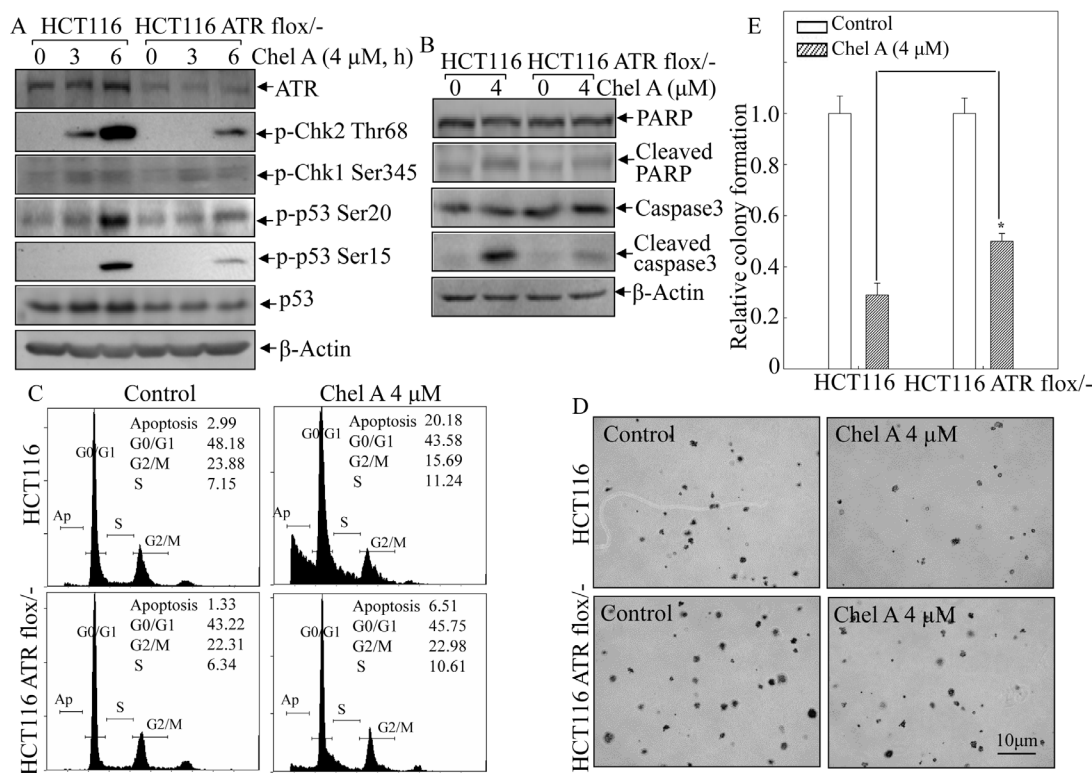 A
HCT116 HCT116 ATR flox/-
0 3 6 0 3 6 Chel A (4 μM, h)
ATR
p-Chk2 Thr68
p-Chk1 Ser345
p-p53 Ser20
p-p53 Ser15
p53
β-Actin
B
HCT116 HCT116 ATR flox/-
0 4 0 4 Chel A (μM)
PARP
Cleaved
PARP
Caspase3
Cleaved
caspase3
β-Actin
E
Control
Chel A (4 μM)
Relative colony formation
1.0
0.8
0.6
0.4
0.2
0
*
HCT116 HCT116 ATR flox/-
C
Control Chel A 4 μM
HCT116
Apoptosis 2.99
G0/G1 48.18
G2/M 23.88
S 7.15
G0/G1
Ap
S
G2/M
Apoptosis 20.18
G0/G1 43.58
G2/M 15.69
S 11.24
G0/G1
Ap
S
G2/M
HCT116 ATR flox/-
Apoptosis 1.33
G0/G1 43.22
G2/M 22.31
S 6.34
G0/G1
Ap
S
G2/M
Apoptosis 6.51
G0/G1 45.75
G2/M 22.98
S 10.61
G0/G1
Ap
S
G2/M
D
HCT116
Control
Chel A 4 μM
HCT116 ATR flox/-
Control
Chel A 4 μM
10μm